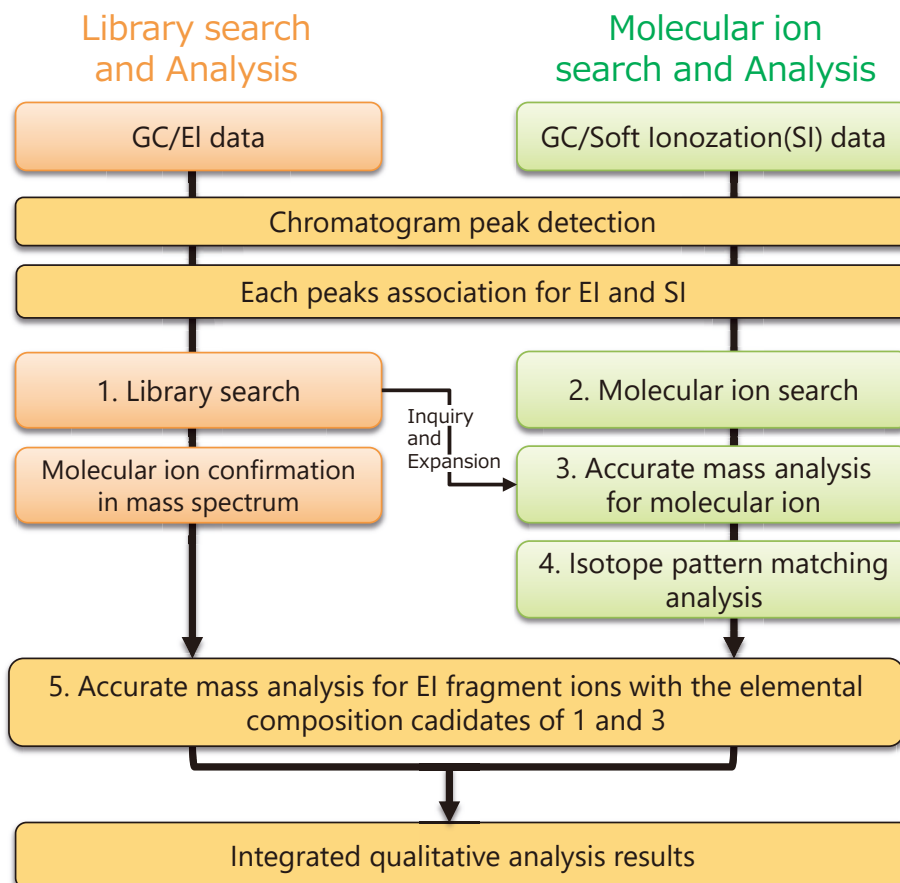 Library search
and Analysis
Molecular ion
search and Analysis
GC/EI data
GC/Soft Ionozation(SI) data
Chromatogram peak detection
Each peaks association for EI and SI
1. Library search
2. Molecular ion search
Inquiry
and
Expansion
Molecular ion confirmation
in mass spectrum
3. Accurate mass analysis
for molecular ion
4. Isotope pattern matching
analysis
5. Accurate mass analysis for EI fragment ions with the elemental
composition cadidates of 1 and 3
Integrated qualitative analysis results